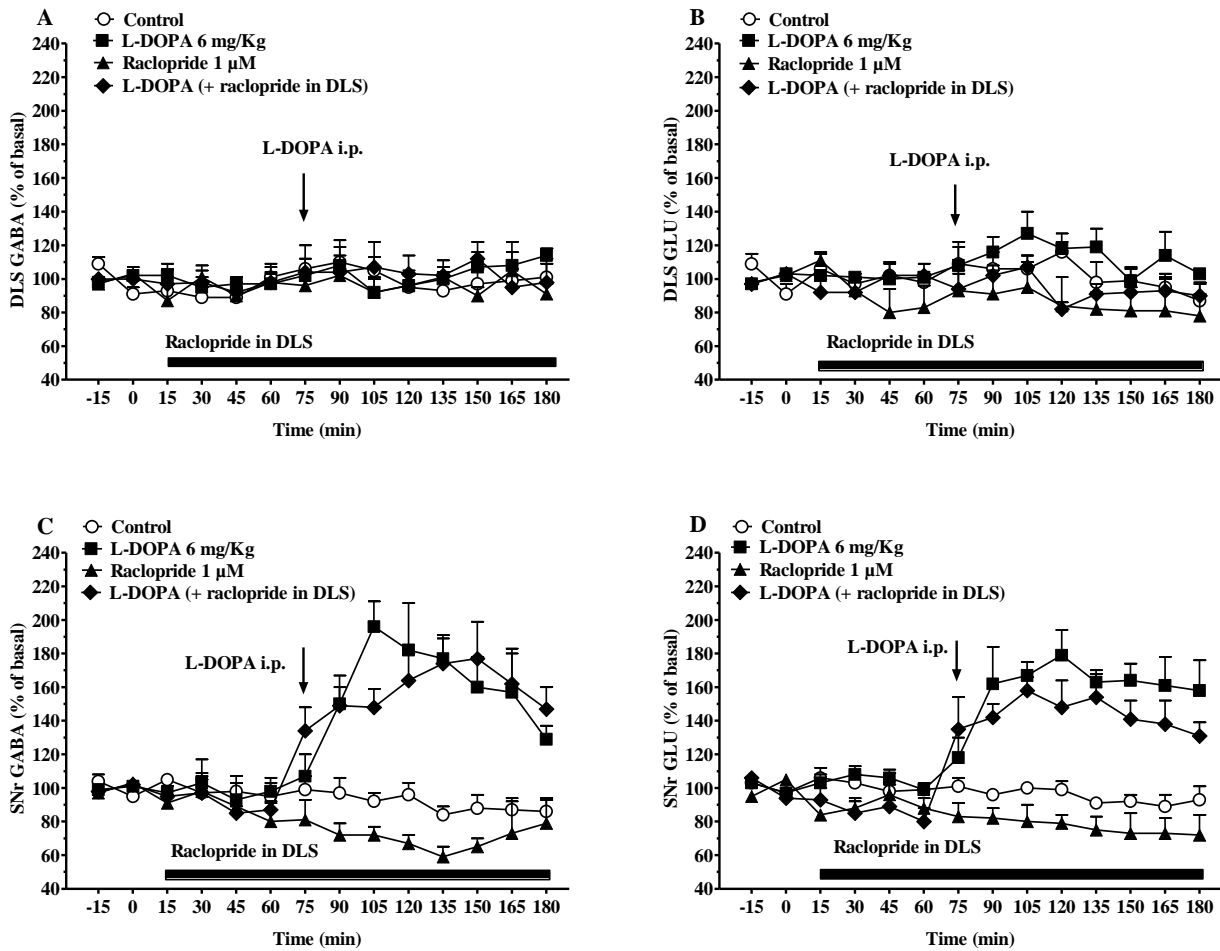 A
Control
L-DOPA 6 mg/Kg
Raclopride 1 µM
L-DOPA (+ raclopride in DLS)
240
220
200
180
160
140
120
100
80
60
40
DLS GABA (% of basal)
L-DOPA i.p.
Raclopride in DLS
-15 0 15 30 45 60 75 90 105 120 135 150 165 180
Time (min)
B
Control
L-DOPA 6 mg/Kg
Raclopride 1 µM
L-DOPA (+ raclopride in DLS)
240
220
200
180
160
140
120
100
80
60
40
DLS GLU (% of basal)
L-DOPA i.p.
Raclopride in DLS
-15 0 15 30 45 60 75 90 105 120 135 150 165 180
Time (min)
C
Control
L-DOPA 6 mg/Kg
Raclopride 1 µM
L-DOPA (+ raclopride in DLS)
240
220
200
180
160
140
120
100
80
60
40
SNr GABA (% of basal)
L-DOPA i.p.
Raclopride in DLS
-15 0 15 30 45 60 75 90 105 120 135 150 165 180
Time (min)
D
Control
L-DOPA 6 mg/Kg
Raclopride 1 µM
L-DOPA (+ raclopride in DLS)
240
220
200
180
160
140
120
100
80
60
40
SNr GLU (% of basal)
L-DOPA i.p.
Raclopride in DLS
-15 0 15 30 45 60 75 90 105 120 135 150 165 180
Time (min)